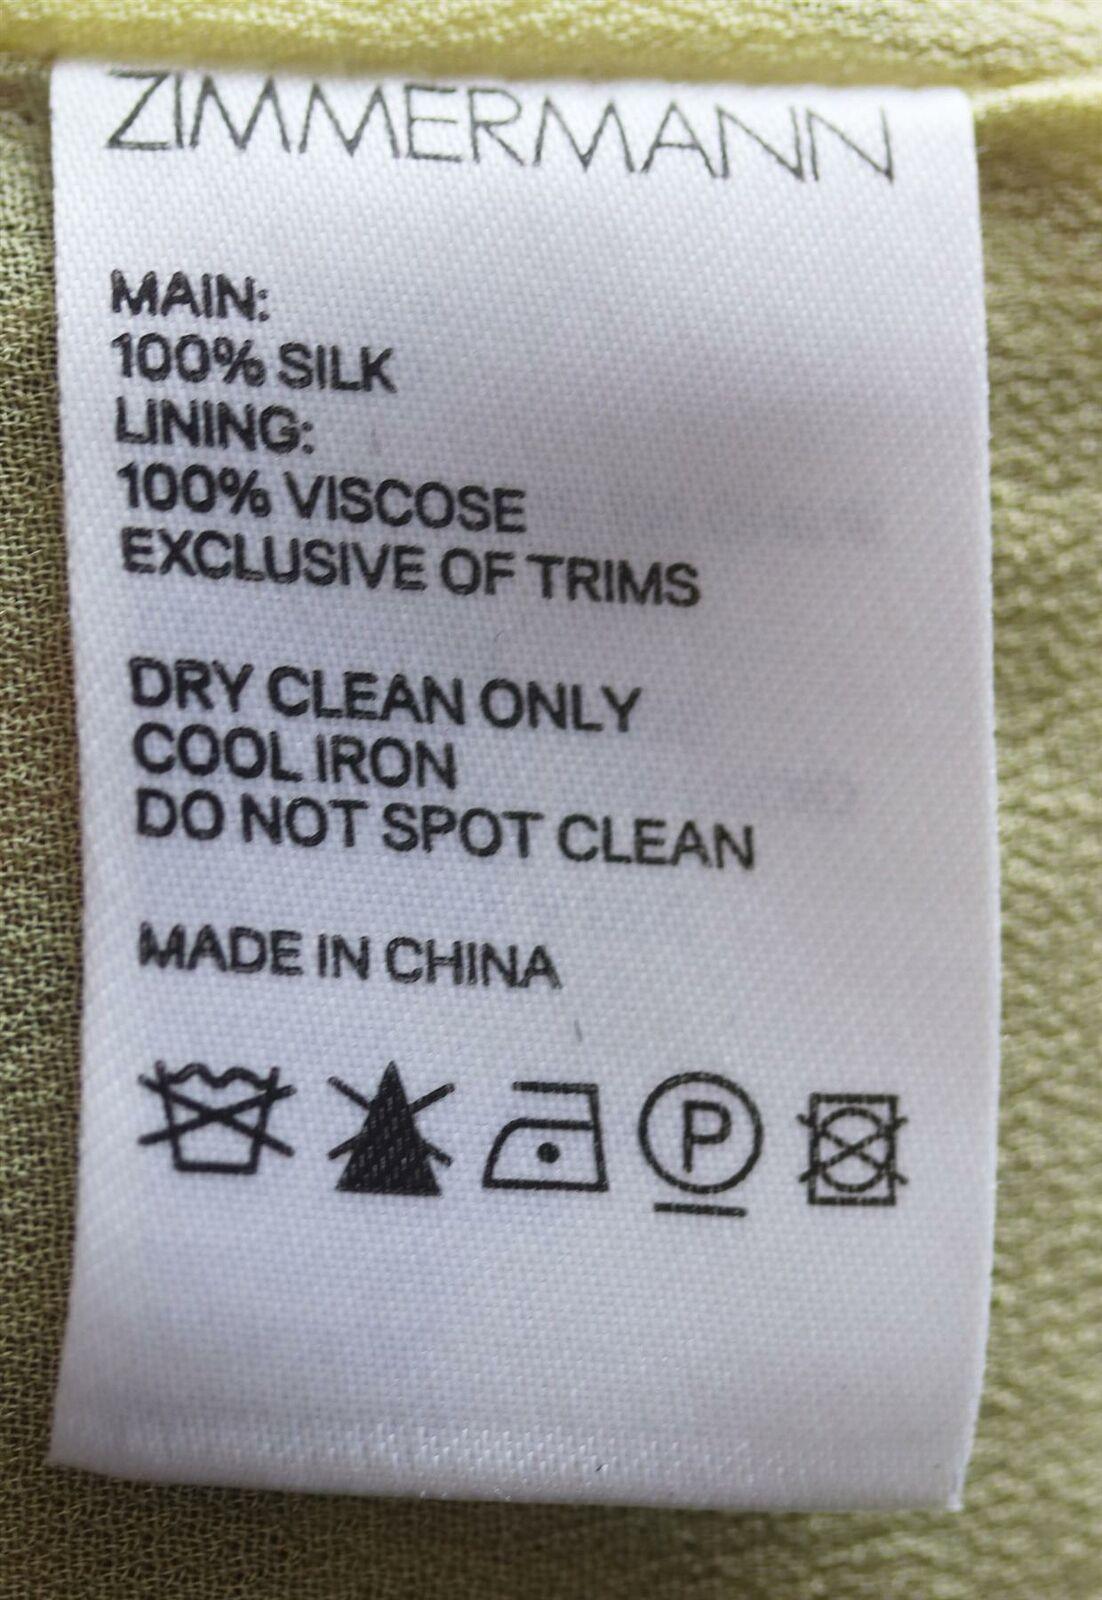 ZIMMERMANN
MAIN:
100% SILK
LINING:
100% VISCOSE
EXCLUSIVE OF TRIMS
DRY CLEAN ONLY
COOL IRON
DO NOT SPOT CLEAN
MADE IN CHINA
P